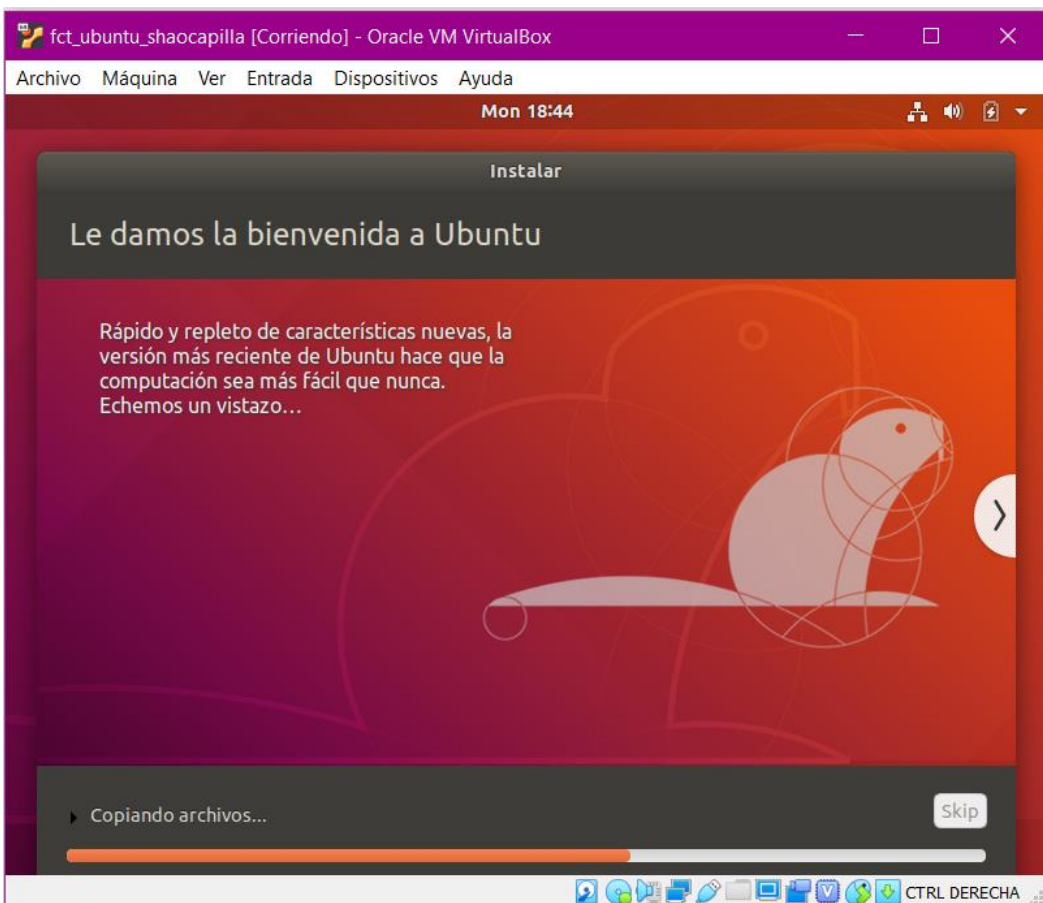 fct_ubuntu_shaocapilla [Corriendo] - Oracle VM VirtualBox
Archivo Máquina Ver Entrada Dispositivos Ayuda
Mon 18:44
Instalar
Le damos la bienvenida a Ubuntu
Rápido y repleto de características nuevas, la
versión más reciente de Ubuntu hace que la
computación sea más fácil que nunca.
Echemos un vistazo...
Copiando archivos...
Skip
CTRL DERECHA